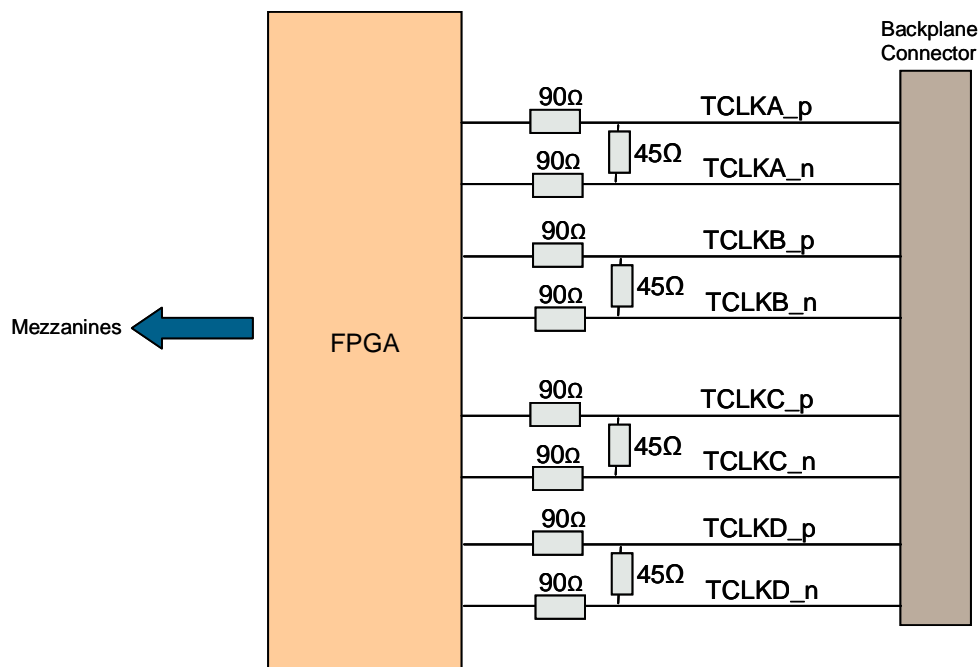 Backplane
Connector
90Ω
TCLKA_p
45Ω
90Ω
TCLKA_n
90Ω
TCLKB_p
45Ω
90Ω
TCLKB_n
Mezzanines
FPGA
90Ω
TCLKC_p
45Ω
90Ω
TCLKC_n
90Ω
TCLKD_p
45Ω
90Ω
TCLKD_n